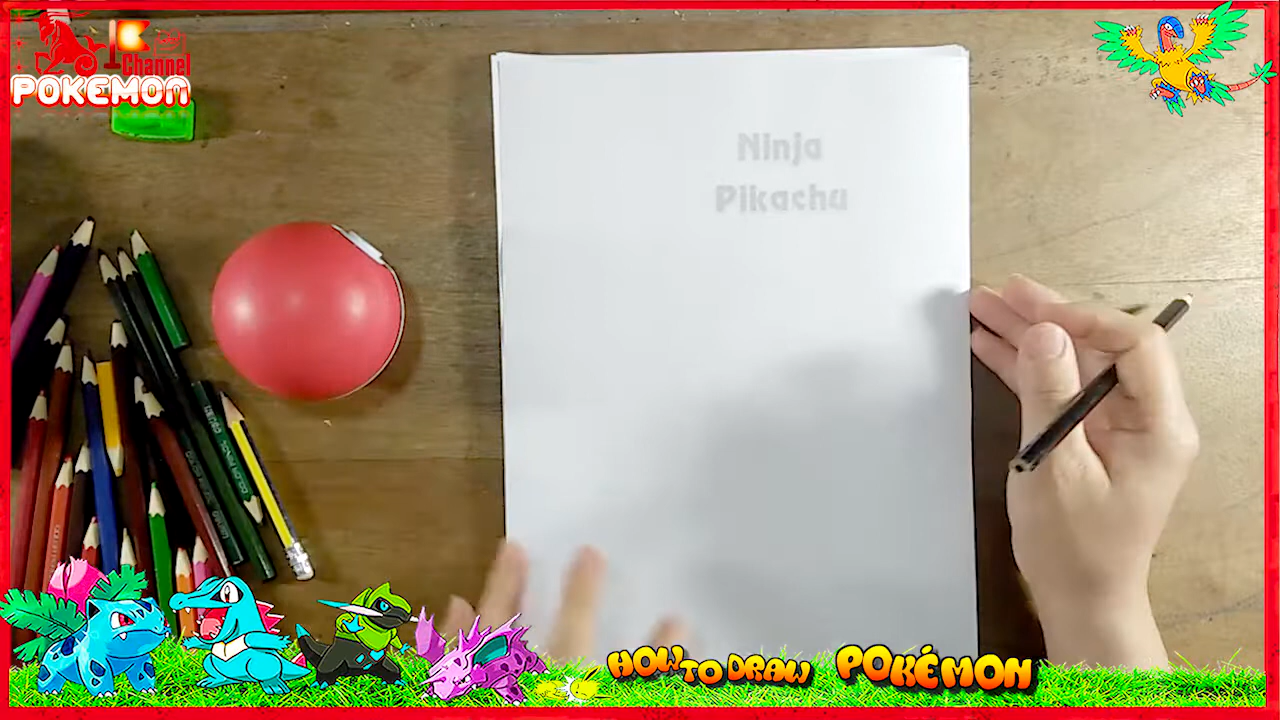 Channel
POKEMON
Ninja
Pikachu
HOW TO DRAW POKÉMON